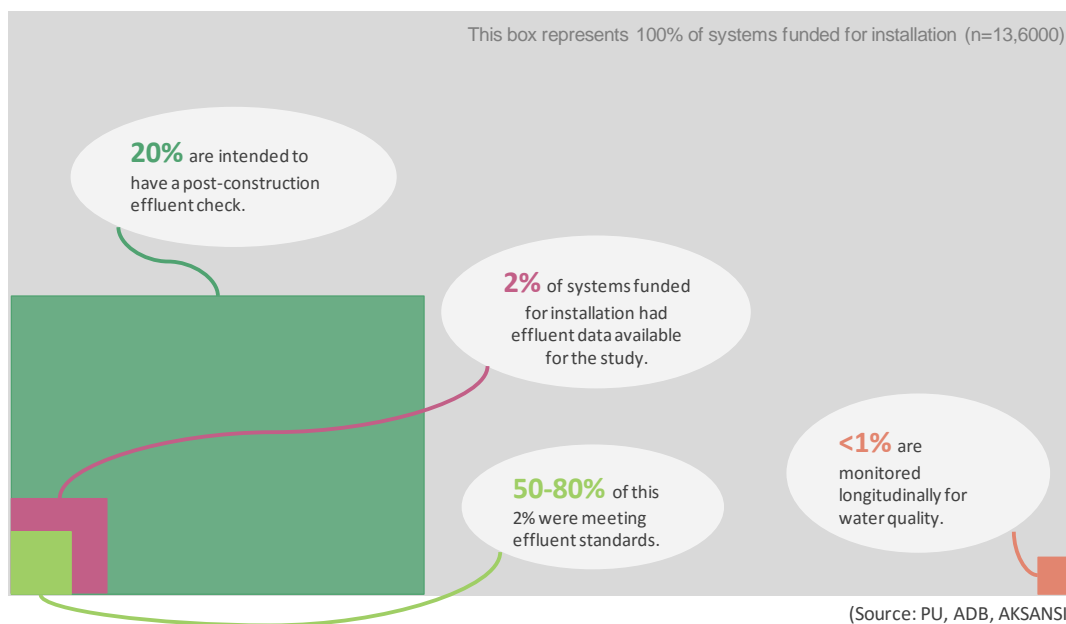 This box represents 100% of systems funded for installation (n=13,6000)
20% are intended to
have a post-construction
effluent check.
2% of systems funded
for installation had
effluent data available
for the study.
50-80% of this
2% were meeting
effluent standards.
<1% are
monitored
longitudinally for
water quality.
(Source: PU, ADB, AKSANSI